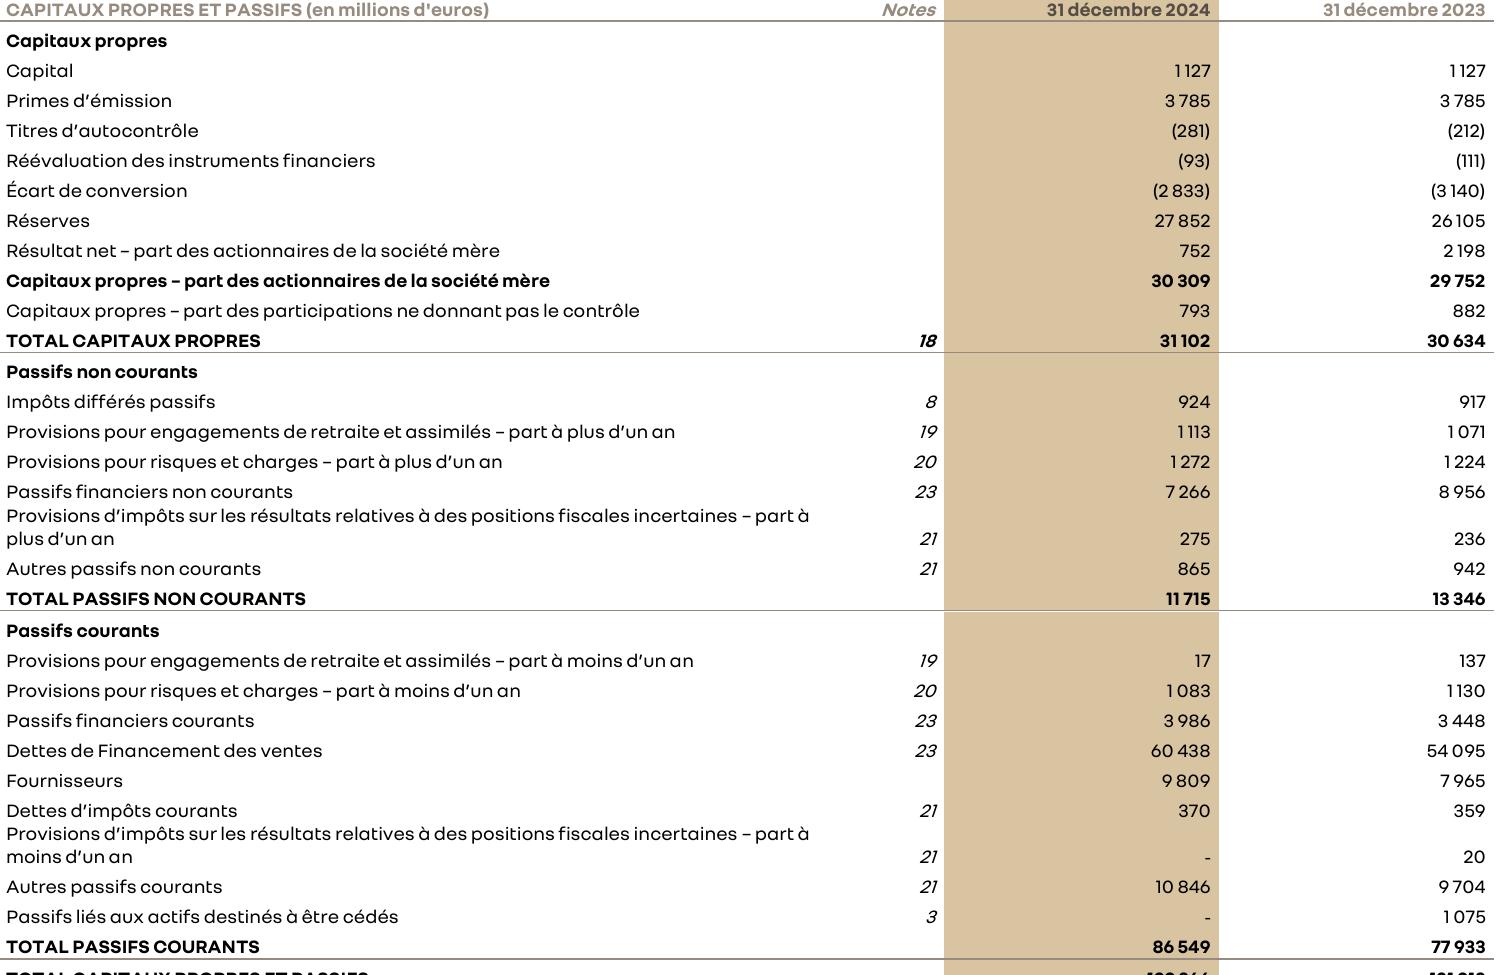 CAPITAUX PROPRES ET PASSIFS (en millions d'euros) Notes 31 décembre 2024 31 décembre 2023
Capitaux propres
Capital 1 127 1 127
Primes d’émission 3 785 3 785
Titres d’autocontrôle (281) (212)
Réévaluation des instruments financiers (93) (111)
Écart de conversion (2 833) (3 140)
Réserves 27 852 26 105
Résultat net – part des actionnaires de la société mère 752 2 198
Capitaux propres – part des actionnaires de la société mère 30 309 29 752
Capitaux propres – part des participations ne donnant pas le contrôle 793 882
TOTAL CAPITAUX PROPRES 18 31 102 30 634
Passifs non courants
Impôts différés passifs 8 924 917
Provisions pour engagements de retraite et assimilés – part à plus d’un an 19 1 113 1 071
Provisions pour risques et charges – part à plus d’un an 20 1 272 1 224
Passifs financiers non courants 23 7 266 8 956
Provisions d’impôts sur les résultats relatives à des positions fiscales incertaines – part à
plus d’un an 21 275 236
Autres passifs non courants 21 865 942
TOTAL PASSIFS NON COURANTS 11 715 13 346
Passifs courants
Provisions pour engagements de retraite et assimilés – part à moins d’un an 19 17 137
Provisions pour risques et charges – part à moins d’un an 20 1 083 1 130
Passifs financiers courants 23 3 986 3 448
Dettes de Financement des ventes 23 60 438 54 095
Fournisseurs 9 809 7 965
Dettes d’impôts courants 21 370 359
Provisions d’impôts sur les résultats relatives à des positions fiscales incertaines – part à
moins d’un an 21 - 20
Autres passifs courants 21 10 846 9 704
Passifs liés aux actifs destinés à être cédés 3 - 1 075
TOTAL PASSIFS COURANTS 86 549 77 933
TOTAL CAPITAUX PROPRES ET PASSIFS